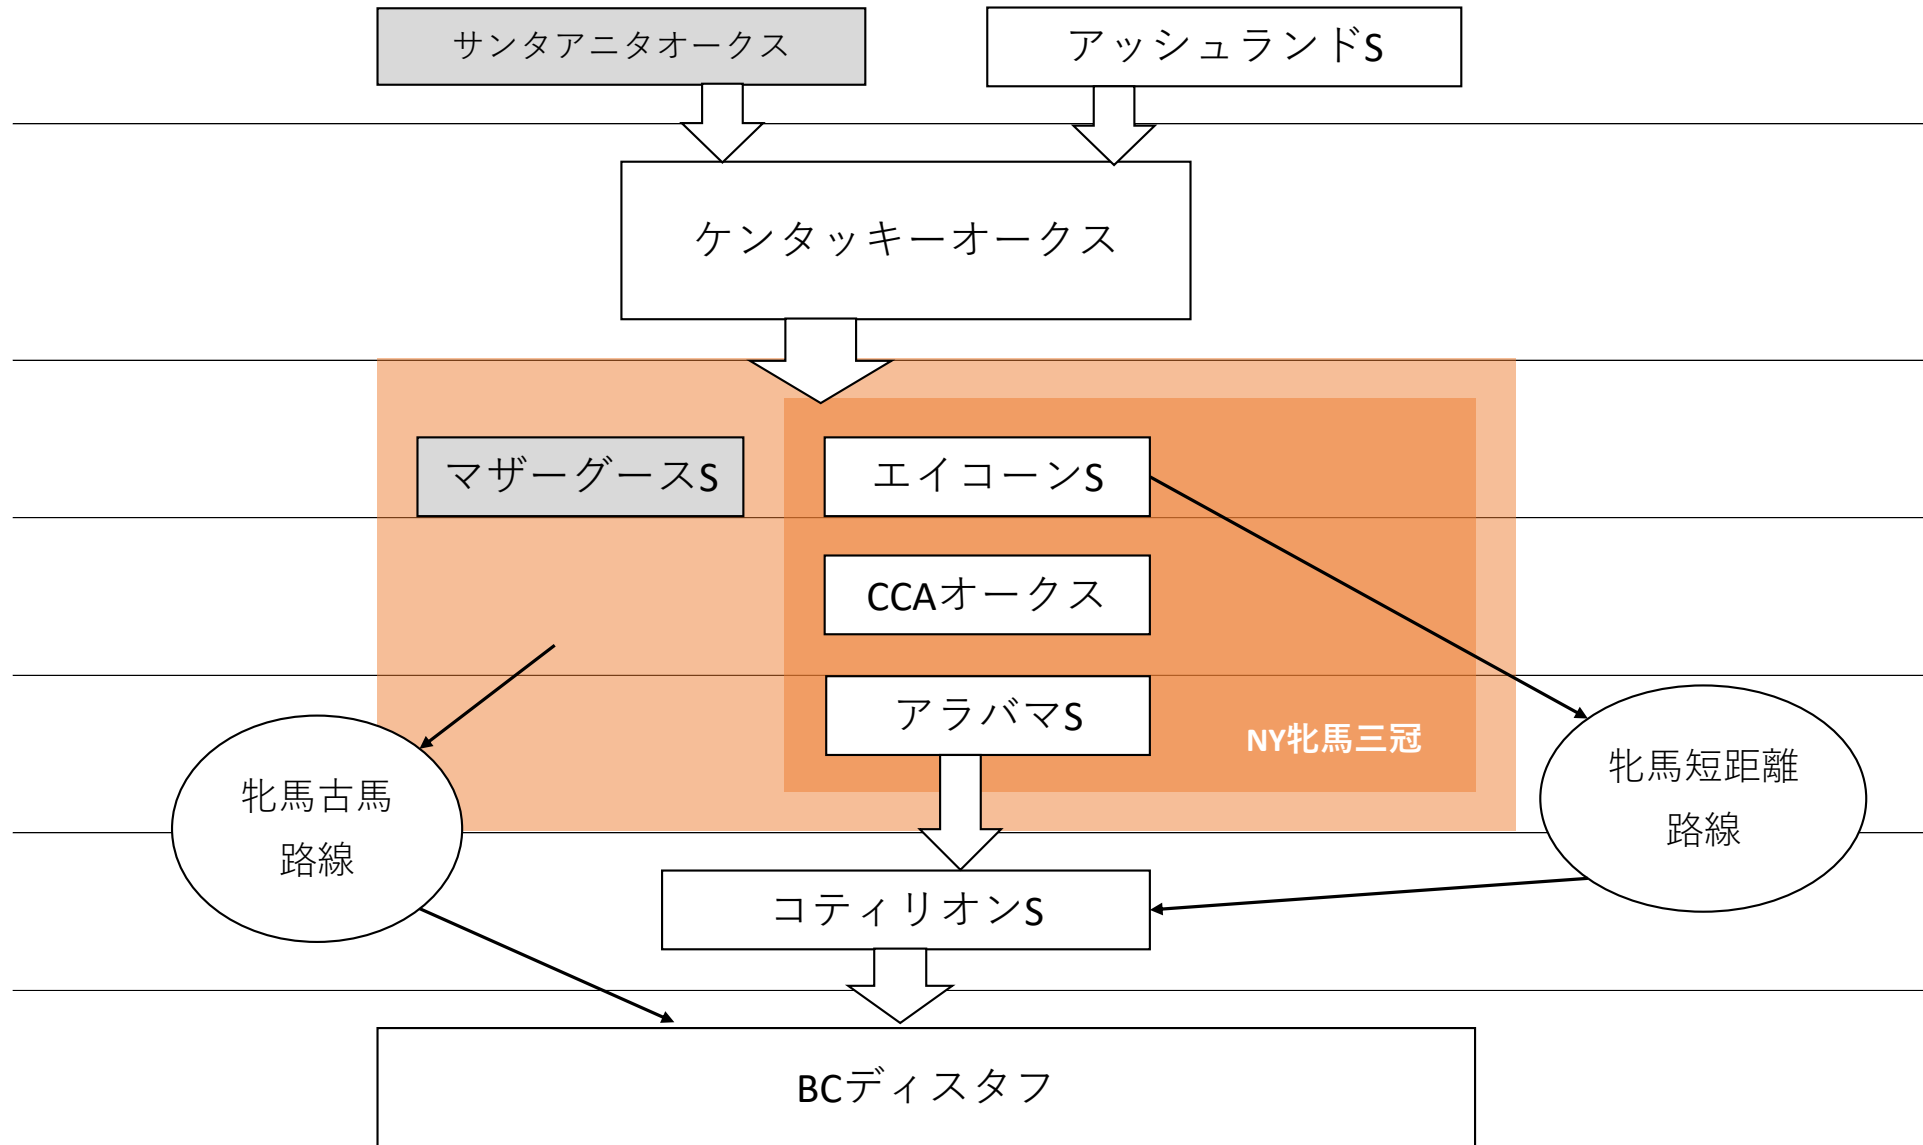 サンタアニタオークス
アッシュランドS
ケンタッキーオークス
マザーグースS
エイコーンS
CCAオークス
アラバマS
NY牝馬三冠
牝馬古馬
路線
牝馬短距離
路線
コティリオンS
BCディスタフ